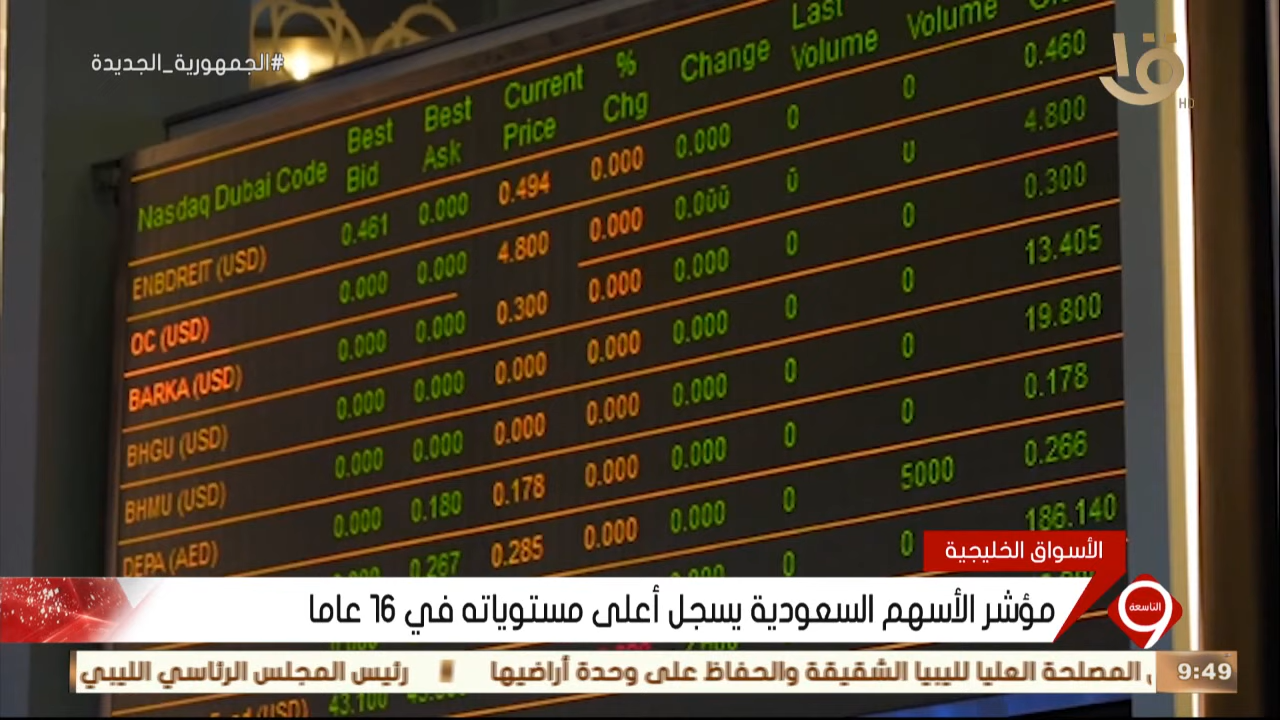 #الجمهورية_الجديدة
HD
Nasdaq Dubai Code Best Bid Best Ask Current Price % Chg Change Last Volume Volume
ENBDREIT (USD) 0.461 0.000 0.494 0.000 0.000 0 0 0.460
OC (USD) 0.000 0.000 4.800 0.000 0.000 0 0 4.800
BARKA (USD) 0.000 0.000 0.300 0.000 0.000 0 0 0.300
BHGU (USD) 0.000 0.000 0.000 0.000 0.000 0 0 13.405
BHMU (USD) 0.000 0.000 0.000 0.000 0.000 0 0 19.800
DEPA (AED) 0.000 0.180 0.178 0.000 0.000 0 0 0.178
0.267 0.285 0.000 0.000 0 5000 0.266
0 0 186.140
(USD) 43.100
الأسواق الخليجية
مؤشر الأسهم السعودية يسجل أعلى مستوياته في 16 عاما
التاسعة
المصلحة العليا لليبيا الشقيقة والحفاظ على وحدة أراضيها
رئيس المجلس الرئاسي الليبي
9:49